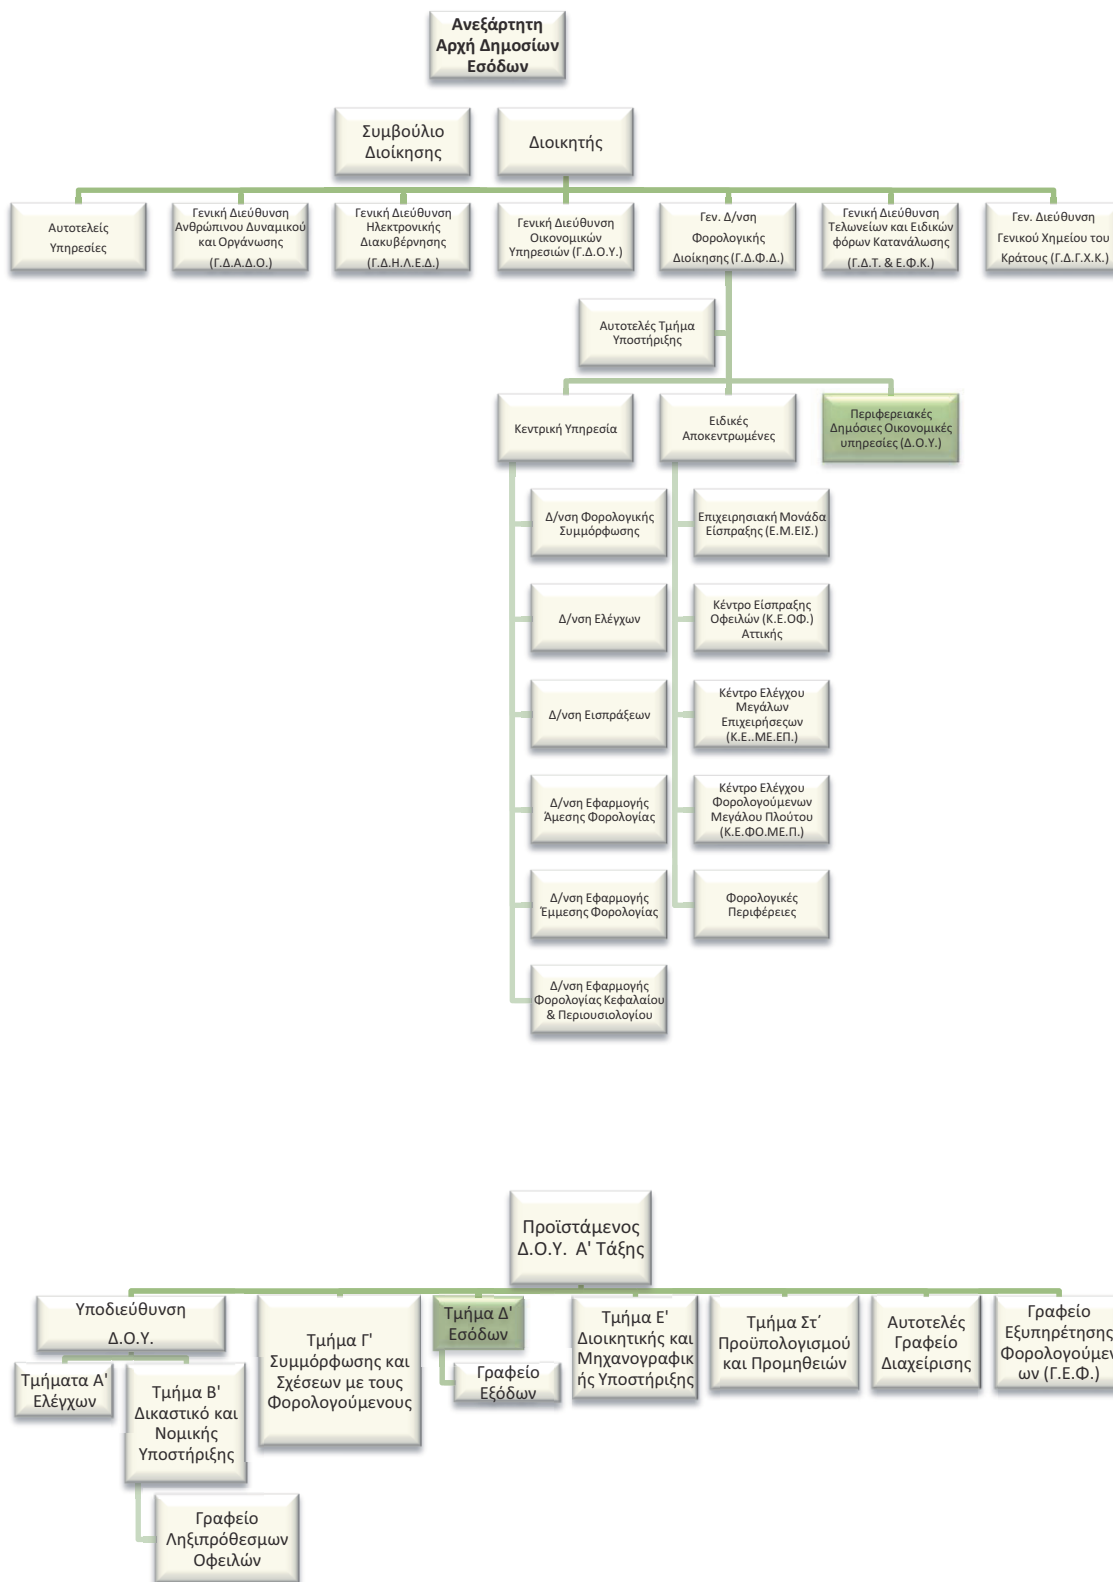 Ανεξάρτητη
Αρχή Δημοσίων
Εσόδων
Συμβούλιο
Διοίκησης
Διοικητής
Αυτοτελείς
Υπηρεσίες
Γενική Διεύθυνση
Ανθρώπινου Δυναμικού
και Οργάνωσης
(Γ.Δ.Α.Δ.Ο.)
Γενική Διεύθυνση
Ηλεκτρονικής
Διακυβέρνησης
(Γ.Δ.Η.Λ.Ε.Δ.)
Γενική Διεύθυνση
Οικονομικών
Υπηρεσιών (Γ.Δ.Ο.Υ.)
Γεν. Δ/νση
Φορολογικής
Διοίκησης (Γ.Δ.Φ.Δ.)
Γενική Διεύθυνση
Τελωνείων και Ειδικών
φόρων Κατανάλωσης
(Γ.Δ.Τ. & Ε.Φ.Κ.)
Γεν. Διεύθυνση
Γενικού Χημείου του
Κράτους (Γ.Δ.Γ.Χ.Κ.)
Αυτοτελές Τμήμα
Υποστήριξης
Κεντρική Υπηρεσία
Ειδικές
Αποκεντρωμένες
Περιφερειακές
Δημόσιες Οικονομικές
υπηρεσίες (Δ.Ο.Υ.)
Δ/νση Φορολογικής
Συμμόρφωσης
Δ/νση Ελέγχων
Δ/νση Εισπράξεων
Δ/νση Εφαρμογής
Άμεσης Φορολογίας
Δ/νση Εφαρμογής
Έμμεσης Φορολογίας
Δ/νση Εφαρμογής
Φορολογίας Κεφαλαίου
& Περιουσιολογίου
Επιχειρησιακή Μονάδα
Είσπραξης (Ε.Μ.ΕΙΣ.)
Κέντρο Είσπραξης
Οφειλών (Κ.Ε.ΟΦ.)
Αττικής
Κέντρο Ελέγχου
Μεγάλων
Επιχειρήσεςων
(Κ.Ε..ΜΕ.ΕΠ.)
Κέντρο Ελέγχου
Φορολογούμενων
Μεγάλου Πλούτου
(Κ.Ε.ΦΟ.ΜΕ.Π.)
Φορολογικές
Περιφέρειες
Προϊστάμενος
Δ.Ο.Υ. Α' Τάξης
Υποδιεύθυνση
Δ.Ο.Υ.
Τμήματα Α'
Ελέγχων
Τμήμα Β'
Δικαστικό και
Νομικής
Υποστήριξης
Γραφείο
Ληξιπρόθεσμων
Οφειλών
Τμήμα Γ'
Συμμόρφωσης και
Σχέσεων με τους
Φορολογούμενους
Τμήμα Δ'
Εσόδων
Γραφείο
Εξόδων
Τμήμα Ε'
Διοικητικής και
Μηχανογραφικ
ής Υποστήριξης
Τμήμα Στ΄
Προϋπολογισμού
και Προμηθειών
Αυτοτελές
Γραφείο
Διαχείρισης
Γραφείο
Εξυπηρέτησης
Φορολογούμεν
ων (Γ.Ε.Φ.)